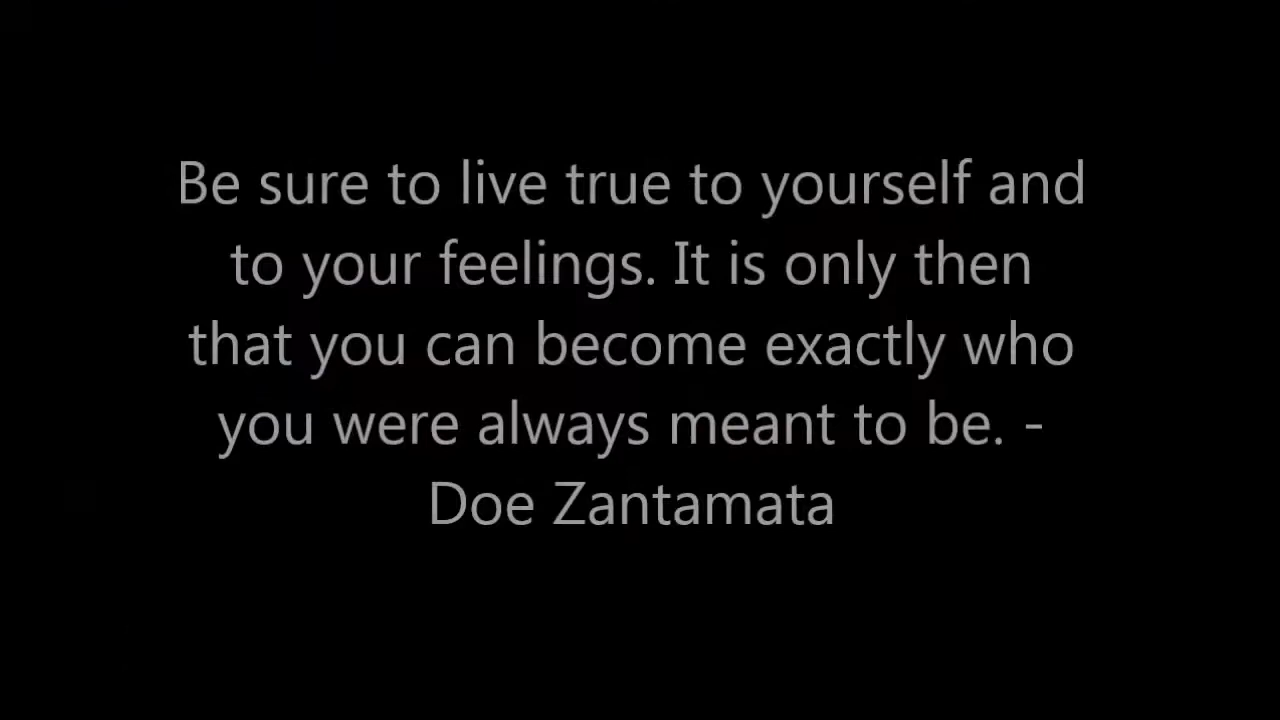 Be sure to live true to yourself and
to your feelings. It is only then
that you can become exactly who
you were always meant to be. -
Doe Zantamata